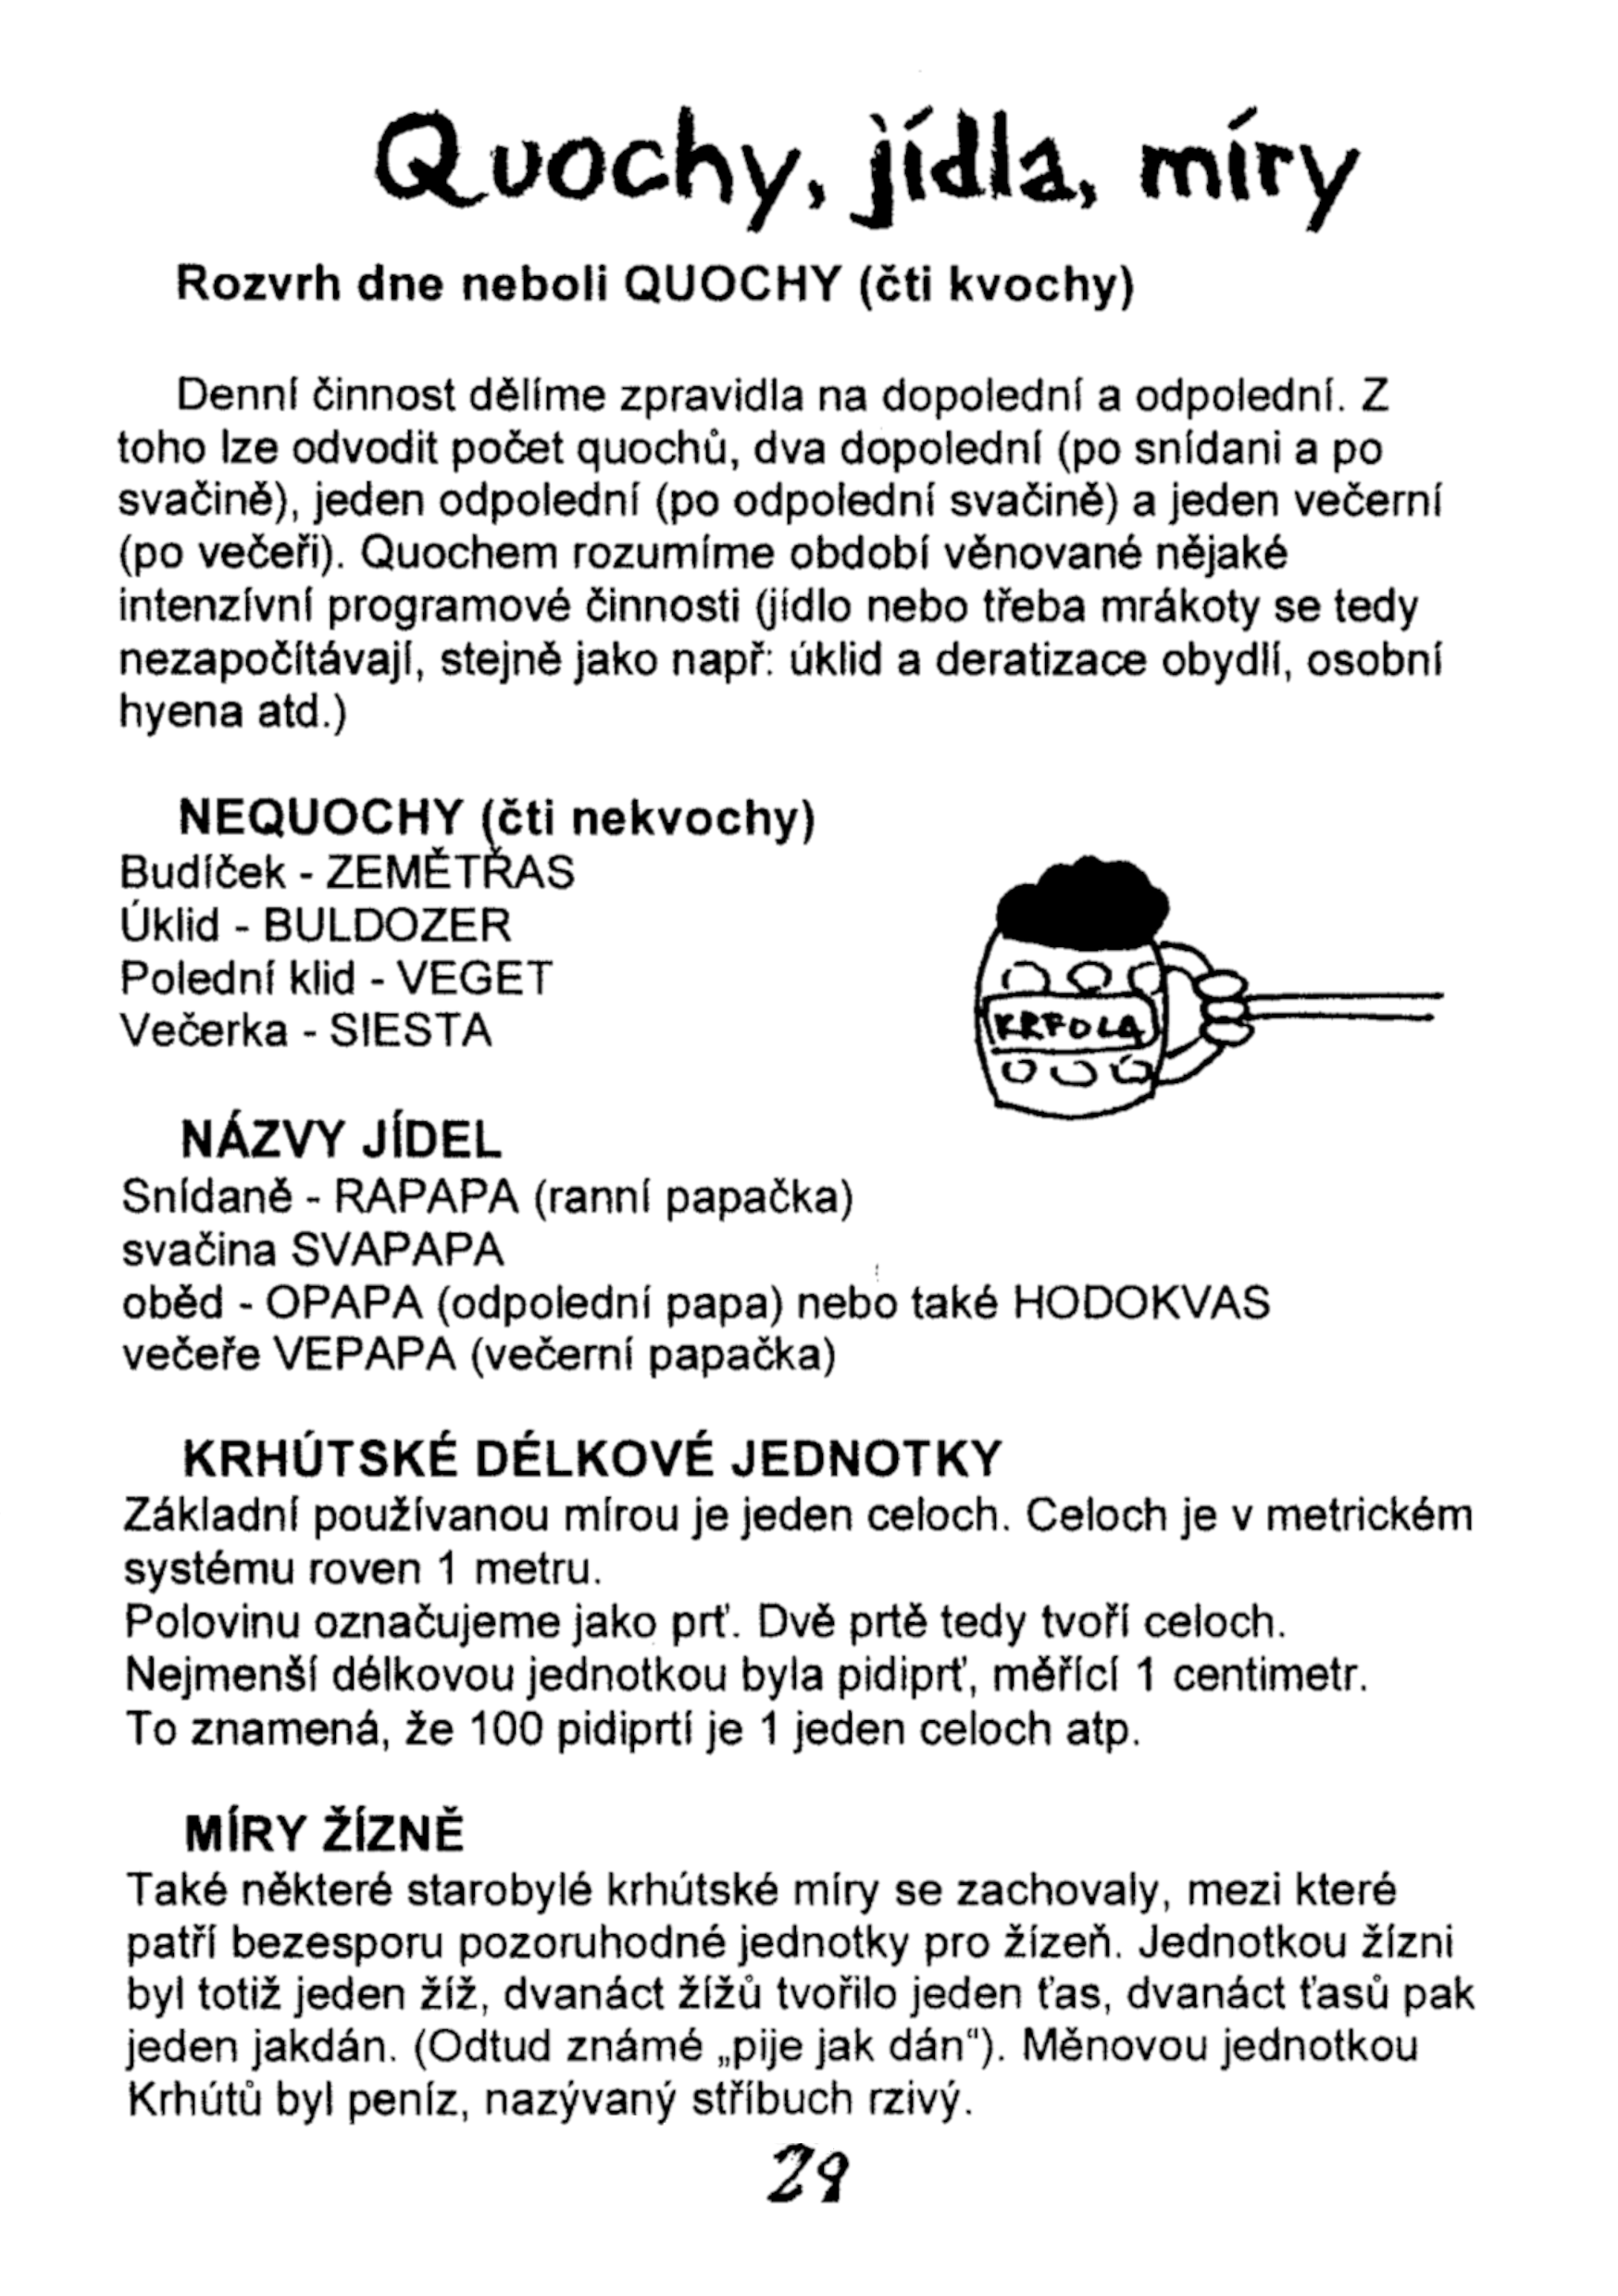 Quochy, jídla, míry
Rozvrh dne neboli QUOCHY (čti kvochy)
Denní činnost dělíme zpravidla na dopolední a odpolední. Z
toho lze odvodit počet quochů, dva dopolední (po snídani a po
svačině), jeden odpolední (po odpolední svačině) a jeden večerní
(po večeři). Quochem rozumíme období věnované nějaké
intenzívní programové činnosti (jídlo nebo třeba mrákoty se tedy
nezapočítávají, stejně jako např: úklid a deratizace obydlí, osobní
hyena atd.)
NEQUOCHY (čti nekvochy)
Budíček - ZEMĚTŘAS
Úklid - BULDOZER
Polední klid - VEGET
Večerka - SIESTA
KRFOLA
NÁZVY JÍDEL
Snídaně - RAPAPA (ranní papačka)
svačina SVAPAPA
oběd - OPAPA (odpolední papa) nebo také HODOKVAS
večeře VEPAPA (večerní papačka)
KRHÚTSKÉ DÉLKOVÉ JEDNOTKY
Základní používanou mírou je jeden celoch. Celoch je v metrickém
systému roven 1 metru.
Polovinu označujeme jako prť. Dvě prtě tedy tvoří celoch.
Nejmenší délkovou jednotkou byla pidiprť, měřící 1 centimetr.
To znamená, že 100 pidiprtí je 1 jeden celoch atp.
MÍRY ŽÍZNĚ
Také některé starobylé krhútské míry se zachovaly, mezi které
patří bezesporu pozoruhodné jednotky pro žízeň. Jednotkou žízni
byl totiž jeden žíž, dvanáct žížů tvořilo jeden ťas, dvanáct ťasů pak
jeden jakdán. (Odtud známé „pije jak dán“). Měnovou jednotkou
Krhútů byl peníz, nazývaný stříbuch rzivý.
29